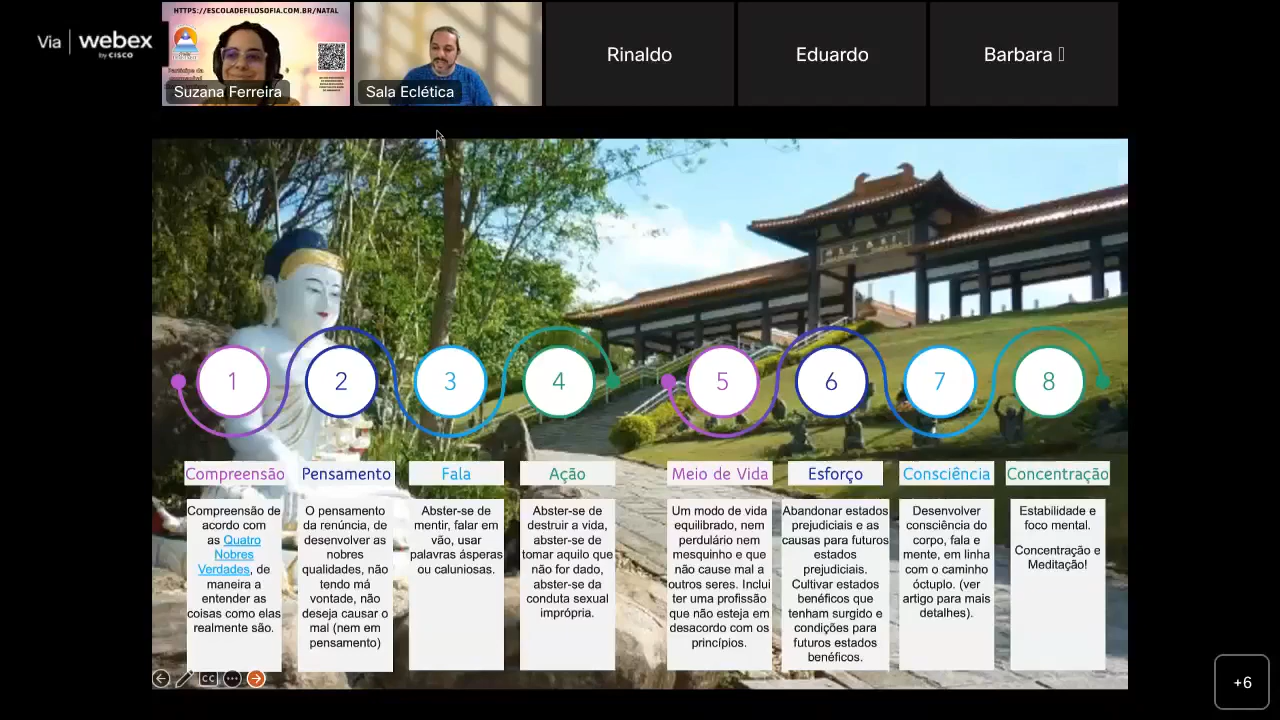 Via webex
by CISCO
HTTPS://ESCOLADEFILOSOFIA.COM.BR/NATAL
Suzana Ferreira
Sala Eclética
Rinaldo
Eduardo
Barbara
1
2
3
4
5
6
7
8
Compreensão
Compreensão de
acordo com
as Quatro
Nobres
Verdades, de
maneira a
entender as
coisas como elas
realmente são.
Pensamento
O pensamento
da renúncia, de
desenvolver as
nobres
qualidades, não
tendo má
vontade, não
deseja causar o
mal (nem em
pensamento)
Fala
Abster-se de
mentir, falar em
vão, usar
palavras ásperas
ou caluniosas.
Ação
Abster-se de
destruir a vida,
abster-se de
tomar aquilo que
não for dado,
abster-se da
conduta sexual
imprópria.
Meio de Vida
Um modo de vida
equilibrado, nem
perdulário nem
mesquinho e que
não cause mal a
outros seres. Inclui
ter uma profissão
que não esteja em
desacordo com os
princípios.
Esforço
Abandonar estados
prejudiciais e as
causas para futuros
estados
prejudiciais.
Cultivar estados
benéficos que
tenham surgido e
condições para
futuros estados
benéficos.
Consciência
Desenvolver
consciência do
corpo, fala e
mente, em linha
com o caminho
óctuplo. (ver
artigo para mais
detalhes).
Concentração
Estabilidade e
foco mental.
Concentração e
Meditação!
CC
+6